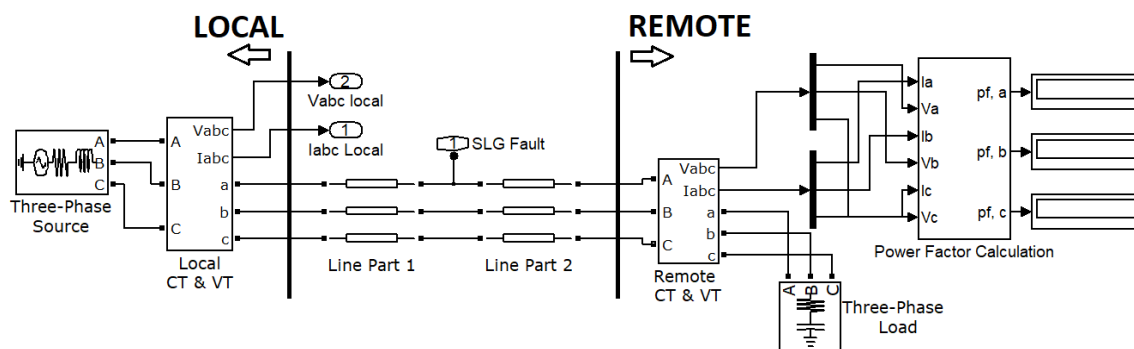 LOCAL
REMOTE
2
Vabc local
1
Iabc Local
1
SLG Fault
A
B
C
Three-Phase
Source
A
B
C
Vabc
Iabc
a
b
c
Local
CT & VT
Line Part 1
Line Part 2
A
B
C
Vabc
Iabc
a
b
c
Remote
CT & VT
A B C
Three-Phase
Load
Ia
Va
Ib
Vb
Ic
Vc
pf, a
pf, b
pf, c
Power Factor Calculation